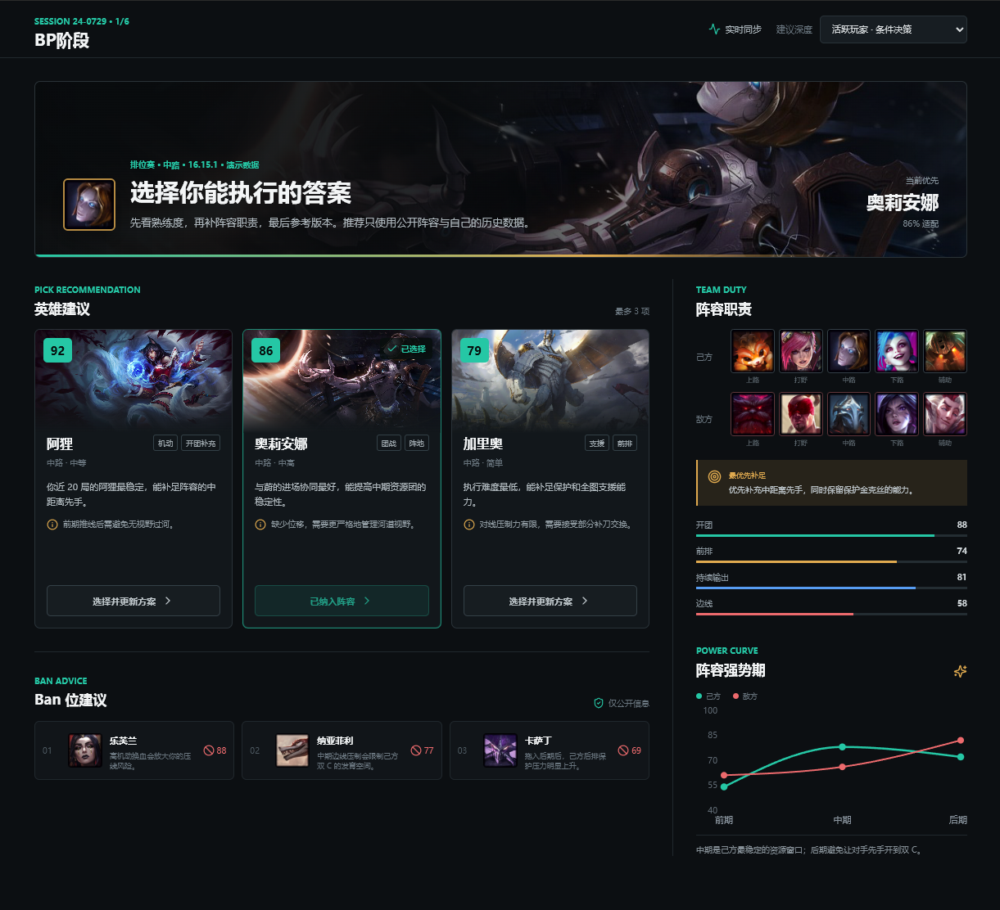 SESSION 24-0729 • 1/6
BP阶段
实时同步
建议深度
活跃玩家 · 条件决策
排位赛 • 中路 • 16.15.1 • 演示数据
选择你能执行的答案
先看熟练度，再补阵容职责，最后参考版本。推荐只使用公开阵容与自己的历史数据。
当前优先
奥莉安娜
86% 适配
PICK RECOMMENDATION
英雄建议
最多 3 项
92
阿狸
机动
开团补充
中路 · 中等
你近 20 局的阿狸最稳定，能补足阵容的中
距离先手。
前期推线后需避免无视野过河。
选择并更新方案
86
已选择
奥莉安娜
团战
阵地
中路 · 中高
与蔚的进场协同最好，能提高中期资源团的
稳定性。
缺少位移，需要更严格地管理河道视野。
已纳入阵容
79
加里奥
支援
前排
中路 · 简单
执行难度最低，能补足保护和全图支援能
力。
对线压制力有限，需要接受部分补刀交换。
选择并更新方案
BAN ADVICE
Ban 位建议
仅公开信息
01
乐芙兰
高机动换血会放大你的压
线风险。
88
02
纳亚菲利
中期边线压制会限制己方
双 C 的发育空间。
77
03
卡萨丁
拖入后期后，己方后排保
护压力明显上升。
69
TEAM DUTY
阵容职责
己方
上路
打野
中路
下路
辅助
敌方
上路
打野
中路
下路
辅助
最优先补足
优先补充中距离先手，同时保留保护金克丝的能力。
开团
88
前排
74
持续输出
81
边线
58
POWER CURVE
阵容强势期
己方
敌方
100
85
70
55
40
前期
中期
后期
中期是己方最稳定的资源窗口；后期避免让对手先手开到双 C。